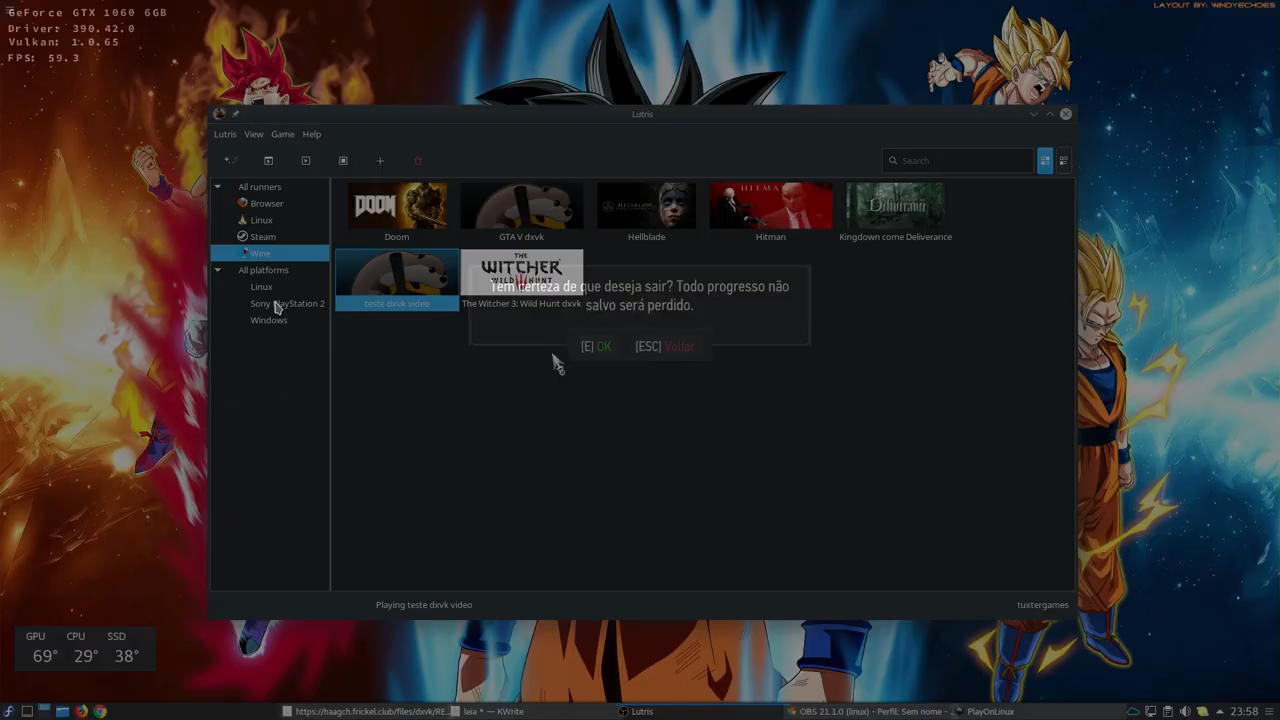 GeForce GTX 1060 6GB
Driver: 390.42.0
Vulkan: 1.0.65
FPS: 59.3
LAYOUT BY: WINDYECHOES
Lutris
Lutris View Game Help
Search
All runners
Browser
Linux
Steam
Wine
All platforms
Linux
Sony PlayStation 2
Windows
DOOM
HELLBLADE
HITMAN
Deliverance
Doom
GTA V dxvk
Hellblade
Hitman
Kingdown come Deliverance
THE
WITCHER
WILD HUNT
teste dxvk video
The Witcher 3: Wild Hunt dxvk
Tem certeza de que deseja sair? Todo progresso não
salvo será perdido.
[E] OK [ESC] Voltar
Playing teste dxvk video
tuxtergames
GPU CPU SSD
69° 29° 38°
https://haagch.frickel.club/files/dxvk/RE...
leia * — KWrite
Lutris
OBS 21.1.0 (linux) - Perfil: Sem nome -
PlayOnLinux
23:58